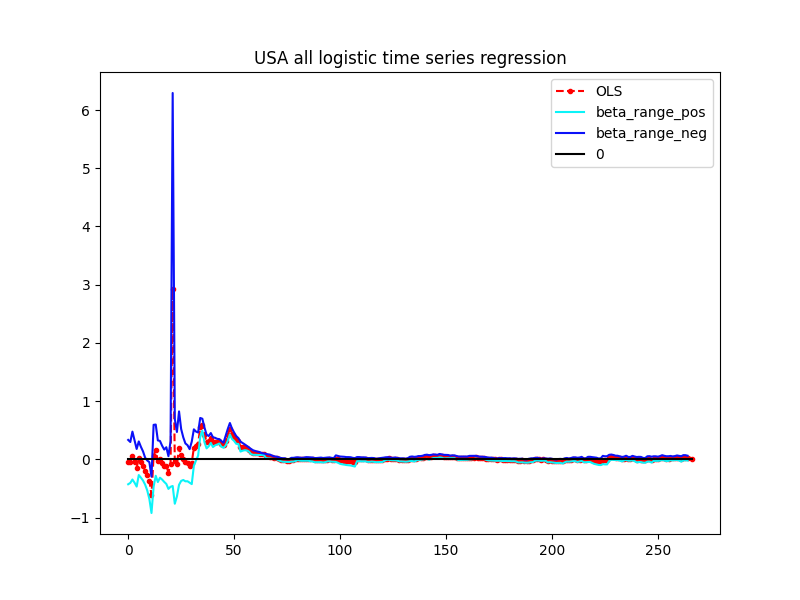 USA all logistic time series regression
OLS
beta_range_pos
beta_range_neg
0
6
5
4
3
2
1
0
−1
0 50 100 150 200 250